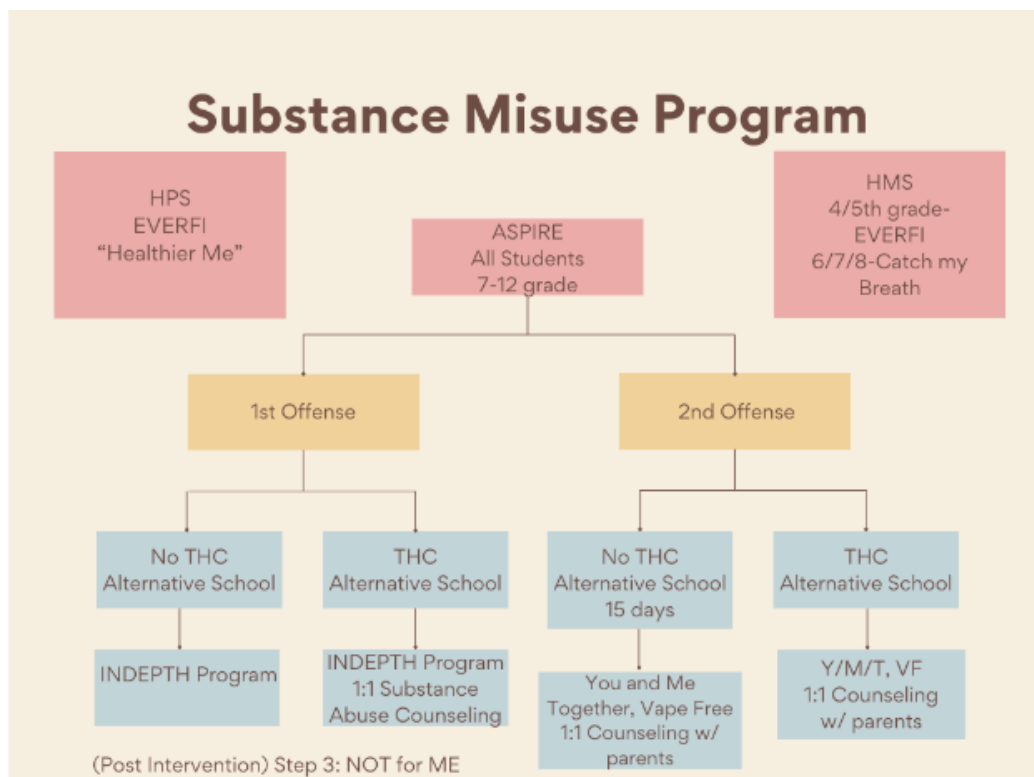 Substance Misuse Program
HPS
EVERFI
“Healthier Me”
ASPIRE
All Students
7-12 grade
HMS
4/5th grade-
EVERFI
6/7/8-Catch my
Breath
1st Offense
2nd Offense
No THC
Alternative School
THC
Alternative School
No THC
Alternative School
15 days
THC
Alternative School
INDEPTH Program
INDEPTH Program
1:1 Substance
Abuse Counseling
You and Me
Together, Vape Free
1:1 Counseling w/
parents
Y/M/T, VF
1:1 Counseling
w/ parents
(Post Intervention) Step 3: NOT for ME